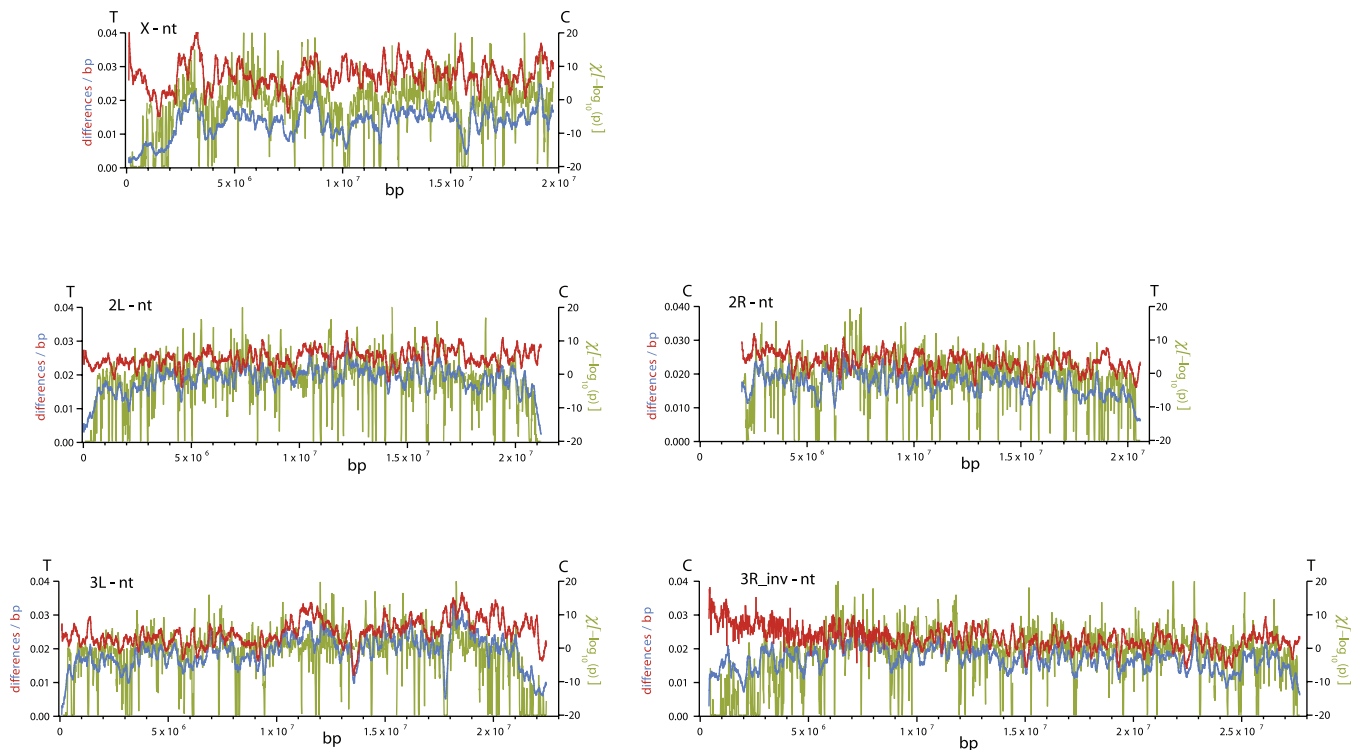 T
C
X - nt
0.04
0.03
0.02
0.01
0.00
differences / bp
20
10
0
-10
-20
χ[-log10(p)]
0
5 x 10 6
1 x 10 7
1.5 x 10 7
2 x 10 7
bp
T
C
2L - nt
0.04
0.03
0.02
0.01
0.00
differences / bp
20
10
0
-10
-20
χ[-log10(p)]
0
5 x 10 6
1 x 10 7
1.5 x 10 7
2 x 10 7
bp
C
T
2R - nt
0.040
0.030
0.020
0.010
0.000
differences / bp
20
10
0
-10
-20
χ[-log10(p)]
0
5 x 10 6
1 x 10 7
1.5 x 10 7
2 x 10 7
bp
T
C
3L - nt
0.04
0.03
0.02
0.01
0.00
differences / bp
20
10
0
-10
-20
χ[-log10(p)]
0
5 x 10 6
1 x 10 7
1.5 x 10 7
2 x 10 7
bp
C
T
3R_inv - nt
0.04
0.03
0.02
0.01
0.00
differences / bp
20
10
0
-10
-20
χ[-log10(p)]
0
5 x 10 6
1 x 10 7
1.5 x 10 7
2 x 10 7
2.5 x 10 7
bp